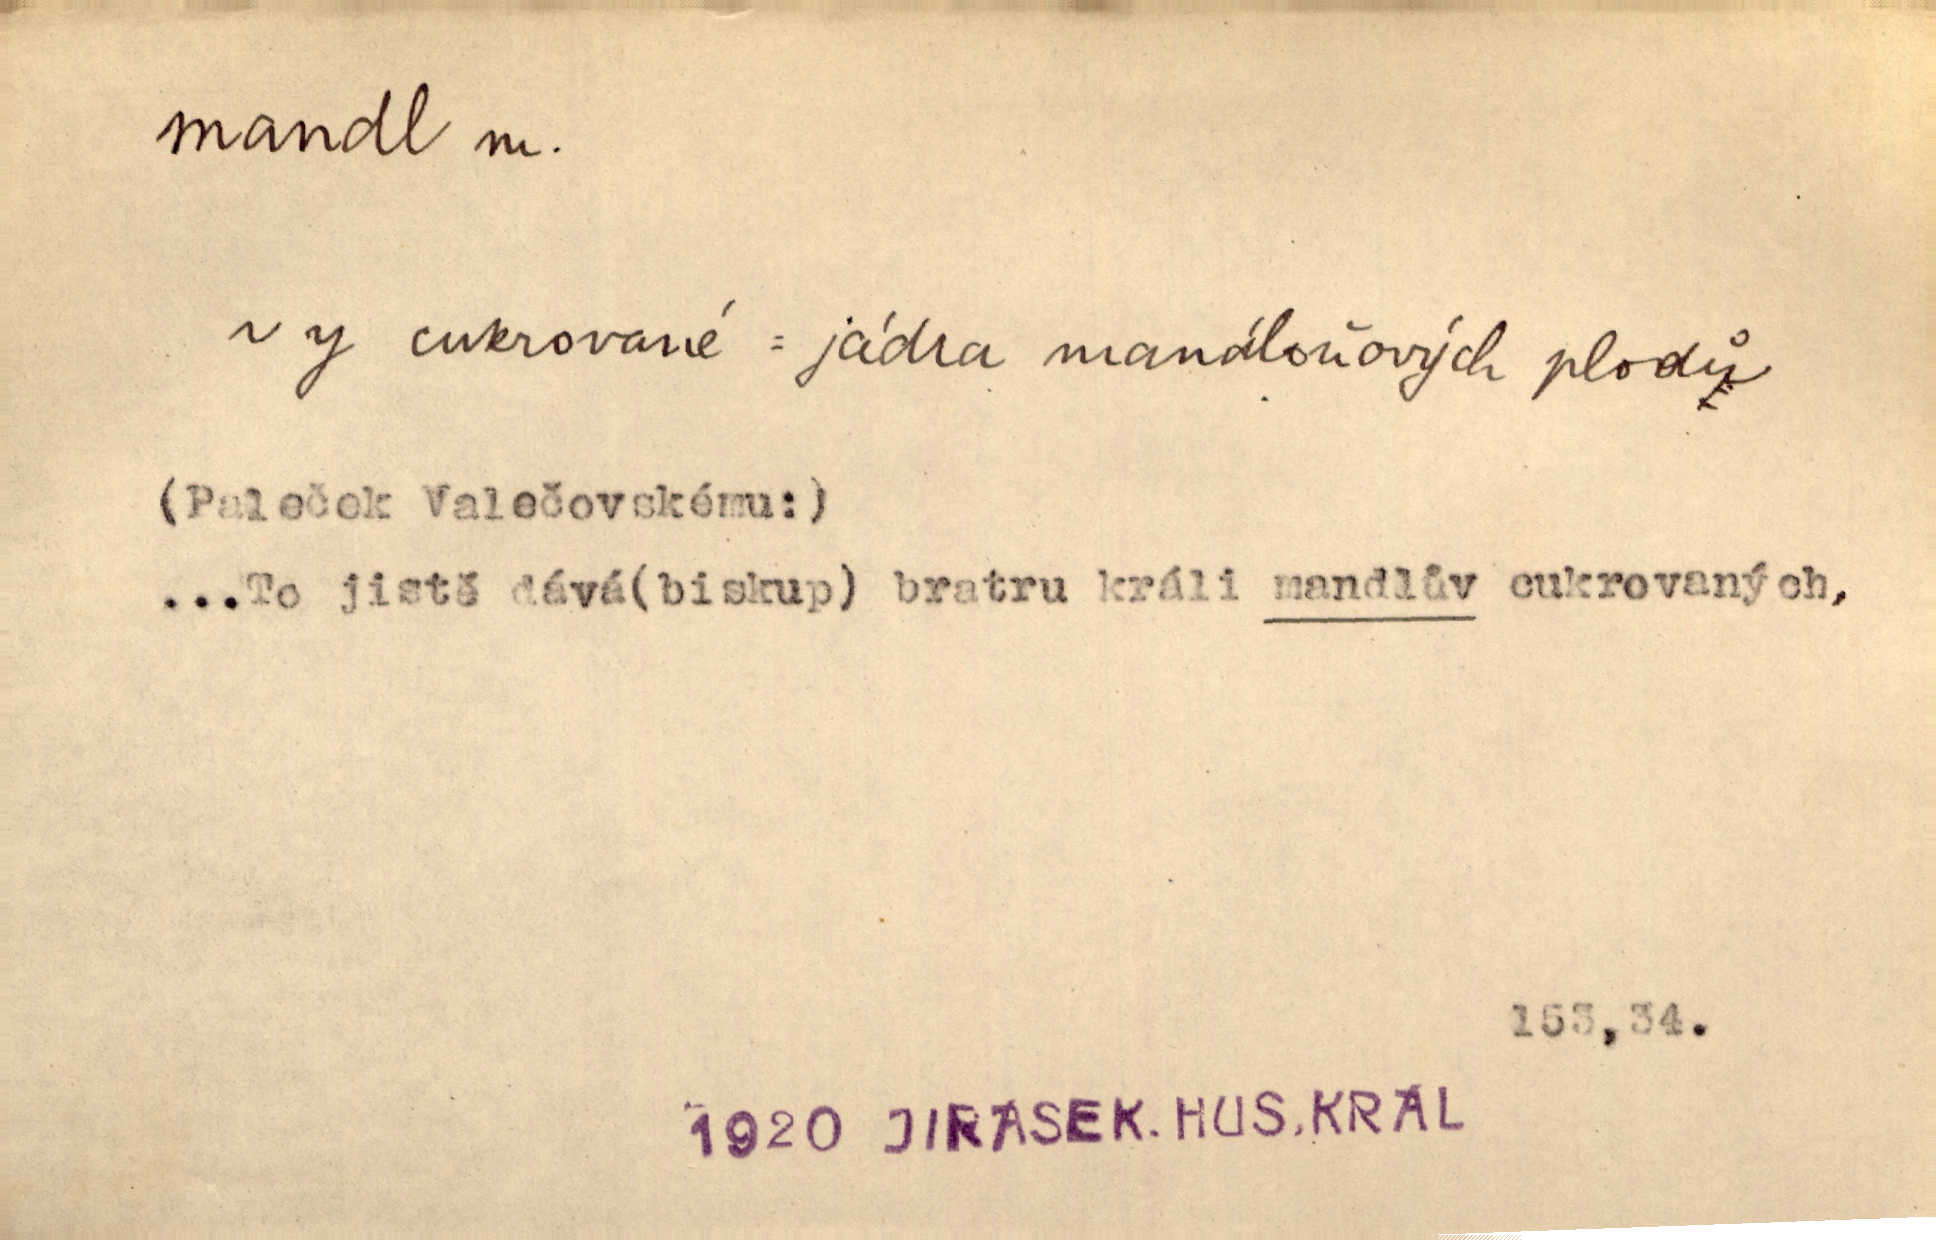 mandl m.
~ y cukrované = jádra mandloňových plodů
(Paleček Valečovskému:)
...To jistě dává(biskup) bratru králi mandlův cukrovaných,
153,34.
1920 JIRASEK. HUS. KRAL